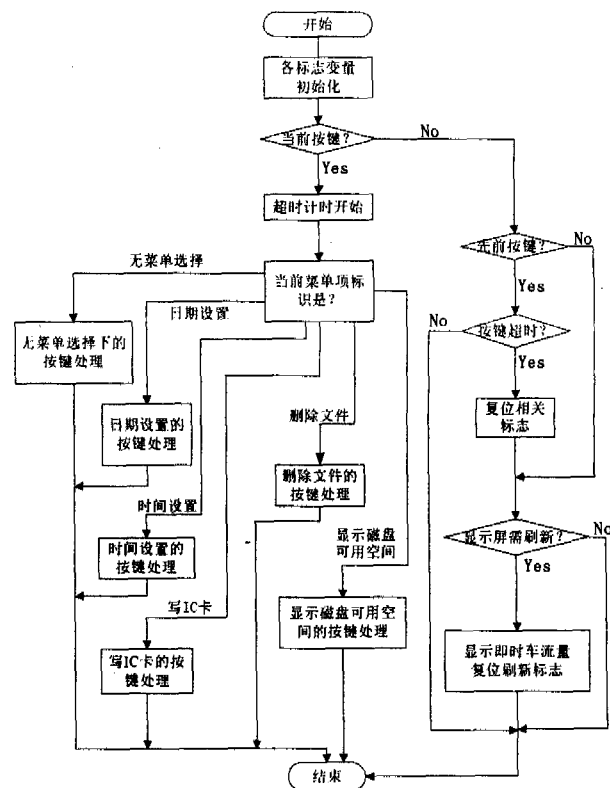 开始
各标志变量
初始化
当前按键?
No
Yes
超时计时开始
先前按键?
No
Yes
无菜单选择
当前菜单项标
识是?
日期设置
无菜单选择下的
按键处理
No
按键超时?
Yes
复位相关
标志
日期设置的
按键处理
删除文件
删除文件的
按键处理
时间设置
时间设置的
按键处理
显示磁盘
可用空间
显示屏需刷新?
No
Yes
写IC卡
显示磁盘可用空
间的按键处理
写IC卡的按
键处理
显示即时车流量
复位刷新标志
结束